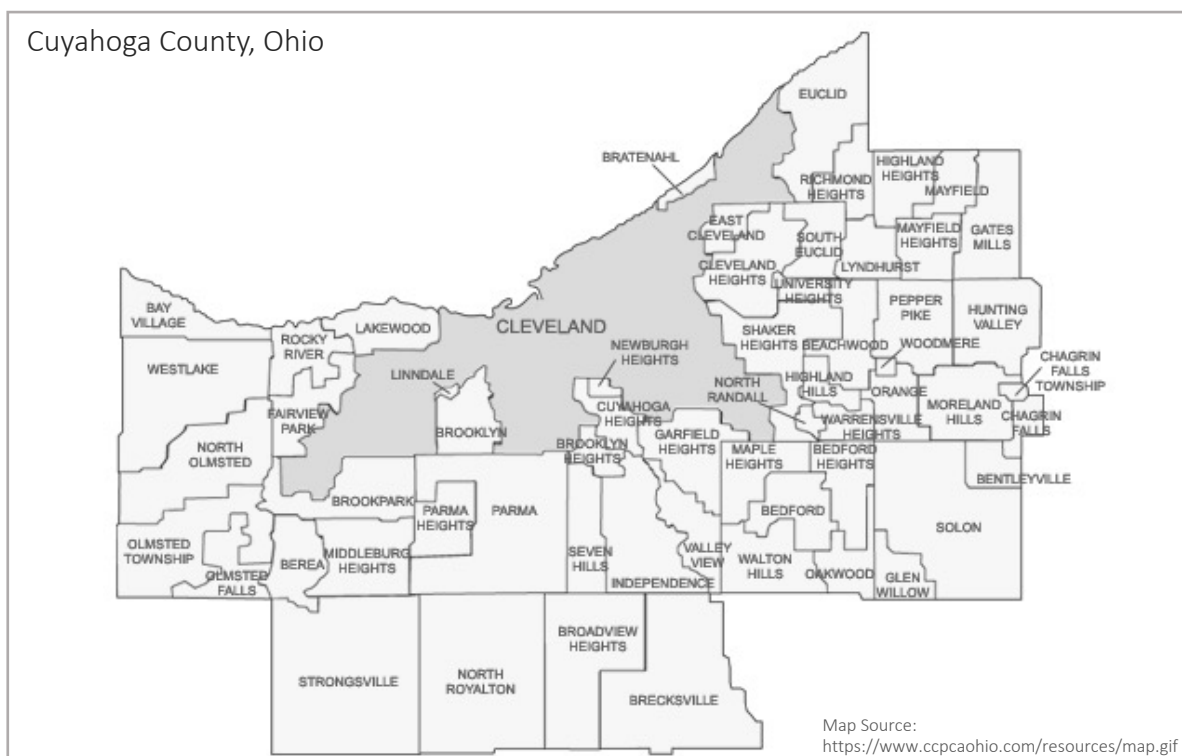 Cuyahoga County, Ohio
EUCLID
BRATENAHL
HIGHLAND
HEIGHTS
RICHMOND
HEIGHTS
MAYFIELD
EAST
CLEVELAND
SOUTH
EUCLID
MAYFIELD
HEIGHTS
GATES
MILLS
CLEVELAND
HEIGHTS
LYNDHURST
UNIVERSITY
HEIGHTS
BAY
VILLAGE
LAKEWOOD
CLEVELAND
PEPPER
PIKE
HUNTING
VALLEY
ROCKY
RIVER
SHAKER
HEIGHTS
BEACHWOOD
WOODMERE
NEWBURGH
HEIGHTS
WESTLAKE
LINNDALE
CHAGRIN
FALLS
TOWNSHIP
HIGHLAND
HILLS
NORTH
RANDALL
ORANGE
MORELAND
HILLS
FAIRVIEW
PARK
CUYAHOGA
HEIGHTS
CHAGRIN
FALLS
WARRENSVILLE
HEIGHTS
BROOKLYN
GARFIELD
HEIGHTS
BROOKLYN
HEIGHTS
NORTH
OLMSTED
MAPLE
HEIGHTS
BEDFORD
HEIGHTS
BENTLEYVILLE
BROOKPARK
PARMA
HEIGHTS
PARMA
BEDFORD
SOLON
OLMSTED
TOWNSHIP
BEREA
MIDDLEBURG
HEIGHTS
SEVEN
HILLS
VALLEY
VIEW
WALTON
HILLS
OAKWOOD
GLEN
WILLOW
OLMSTED
FALLS
INDEPENDENCE
BROADVIEW
HEIGHTS
STRONGSVILLE
NORTH
ROYALTON
BRECKSVILLE
Map Source:
https://www.ccpcaohio.com/resources/map.gif